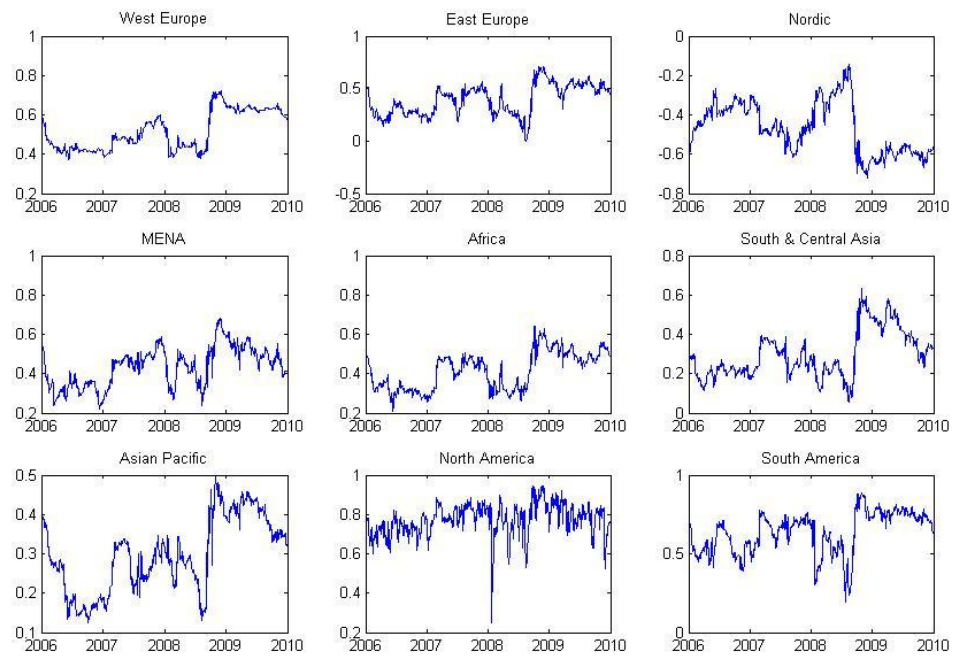 West Europe
1
0.8
0.6
0.4
0.2
2006 2007 2008 2009 2010
East Europe
1
0.5
0
-0.5
2006 2007 2008 2009 2010
Nordic
0
-0.2
-0.4
-0.6
-0.8
2006 2007 2008 2009 2010
MENA
1
0.8
0.6
0.4
0.2
2006 2007 2008 2009 2010
Africa
1
0.8
0.6
0.4
0.2
2006 2007 2008 2009 2010
South & Central Asia
0.8
0.6
0.4
0.2
0
2006 2007 2008 2009 2010
Asian Pacific
0.5
0.4
0.3
0.2
0.1
2006 2007 2008 2009 2010
North America
1
0.8
0.6
0.4
0.2
2006 2007 2008 2009 2010
South America
1
0.5
0
2006 2007 2008 2009 2010